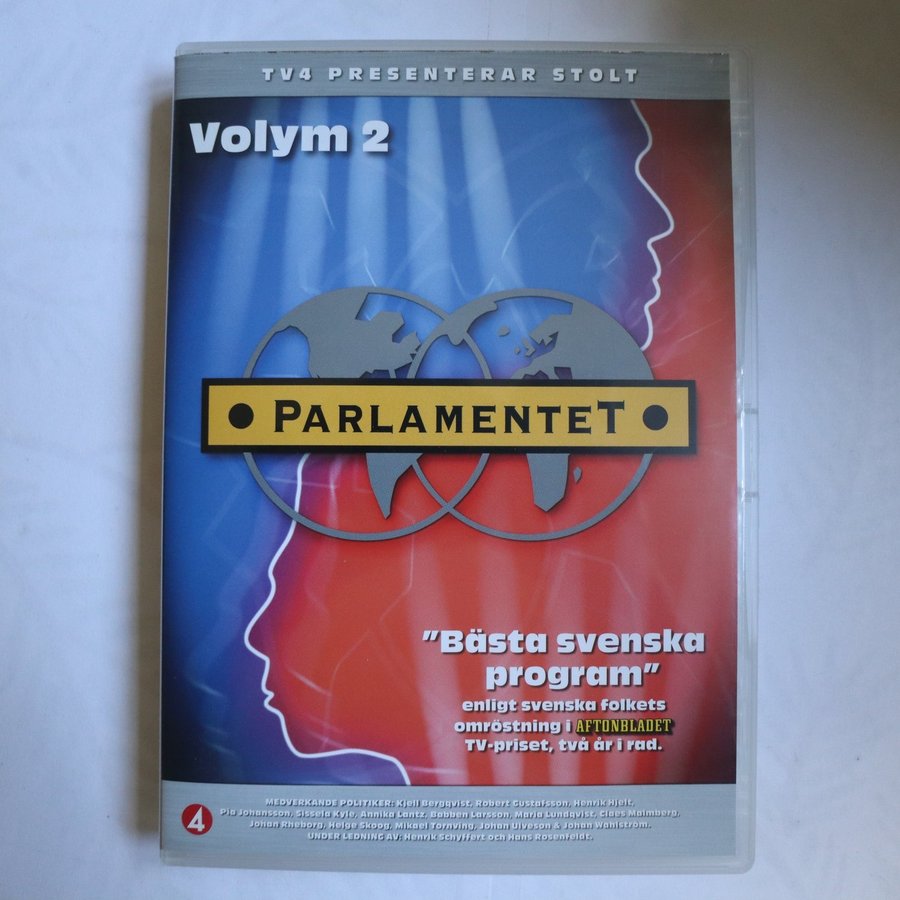 TV4 PRESENTERAR STOLT
Volym 2
• PARLAMENTET •
”Bästa svenska
program”
enligt svenska folkets
omröstning i AFTONBLADET
TV-priset, två år i rad.
4
MEDVERKANDE POLITIKER: Kjell Bergqvist, Robert Gustafsson, Henrik Hjelt,
Pia Johansson, Sissela Kyle, Annika Lantz, Babben Larsson, Maria Lundqvist, Claes Malmberg,
Johan Rheborg, Helge Skoog, Mikael Tornving, Johan Ulveson & Johan Wahlström.
UNDER LEDNING AV: Henrik Schyffert och Hans Rosenfeldt.